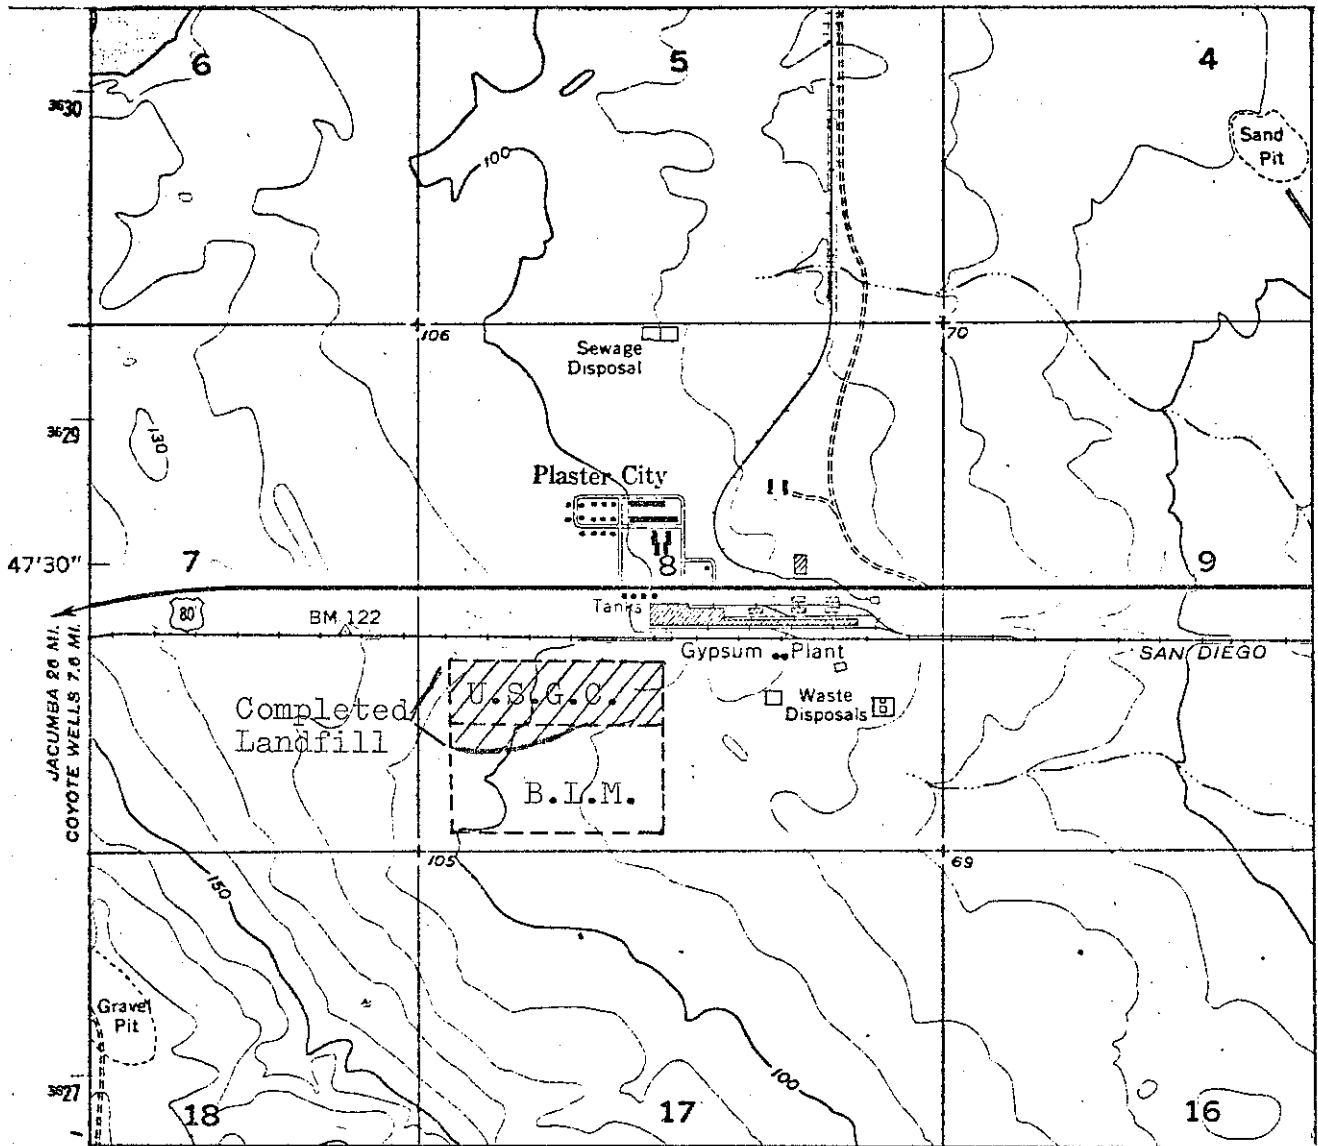 6
5
4
3630
Sand
Pit
100
106
70
Sewage
Disposal
3629
130
Plaster City
47'30"
7
8
9
80
BM 122
Tanks
JACUMBA 26 MI.
COYOTE WELLS 7.6 MI.
Gypsum Plant
SAN DIEGO
U.S.G.C.
Completed
Landfill
Waste
Disposals
B.L.M.
105
69
150
Gravel
Pit
100
3627
18
17
16